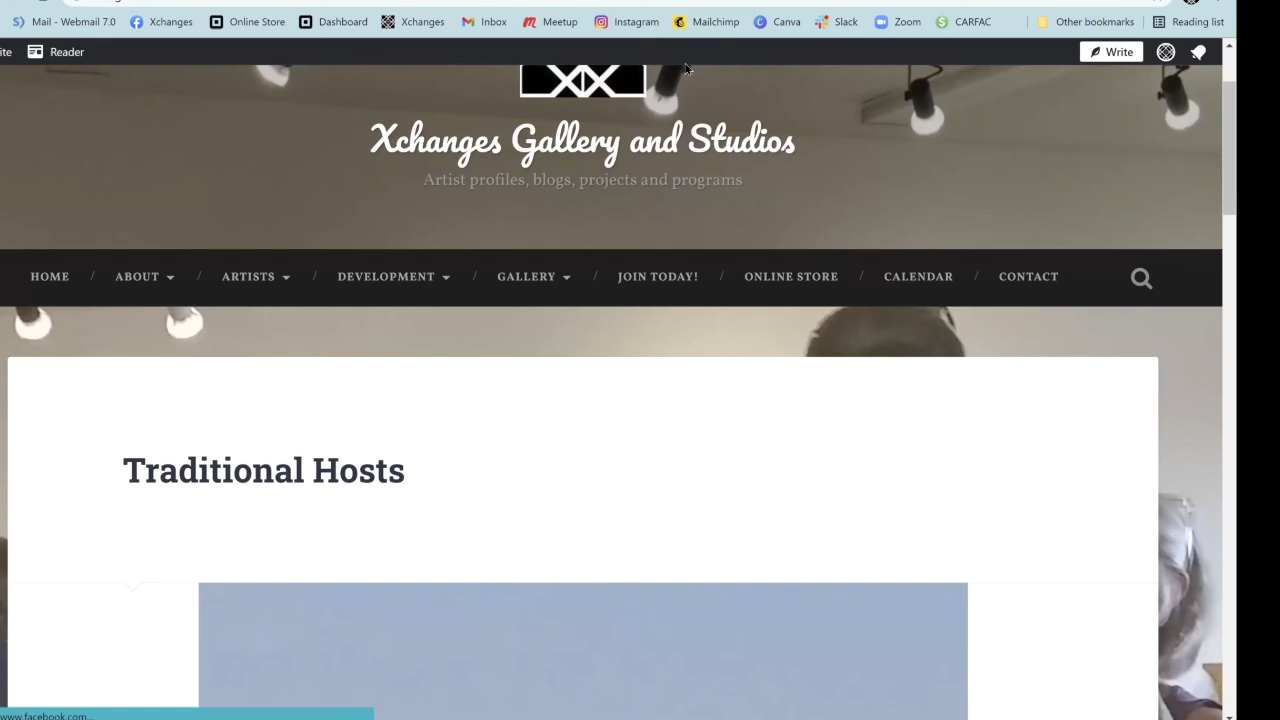 Mail - Webmail 7.0 Xchanges Online Store Dashboard Xchanges Inbox Meetup Instagram Mailchimp Canva Slack Zoom CARFAC Other bookmarks Reading list
ite Reader Write
Xchanges Gallery and Studios
Artist profiles, blogs, projects and programs
HOME / ABOUT / ARTISTS / DEVELOPMENT / GALLERY / JOIN TODAY! / ONLINE STORE / CALENDAR / CONTACT
Traditional Hosts
www.facebook.com...